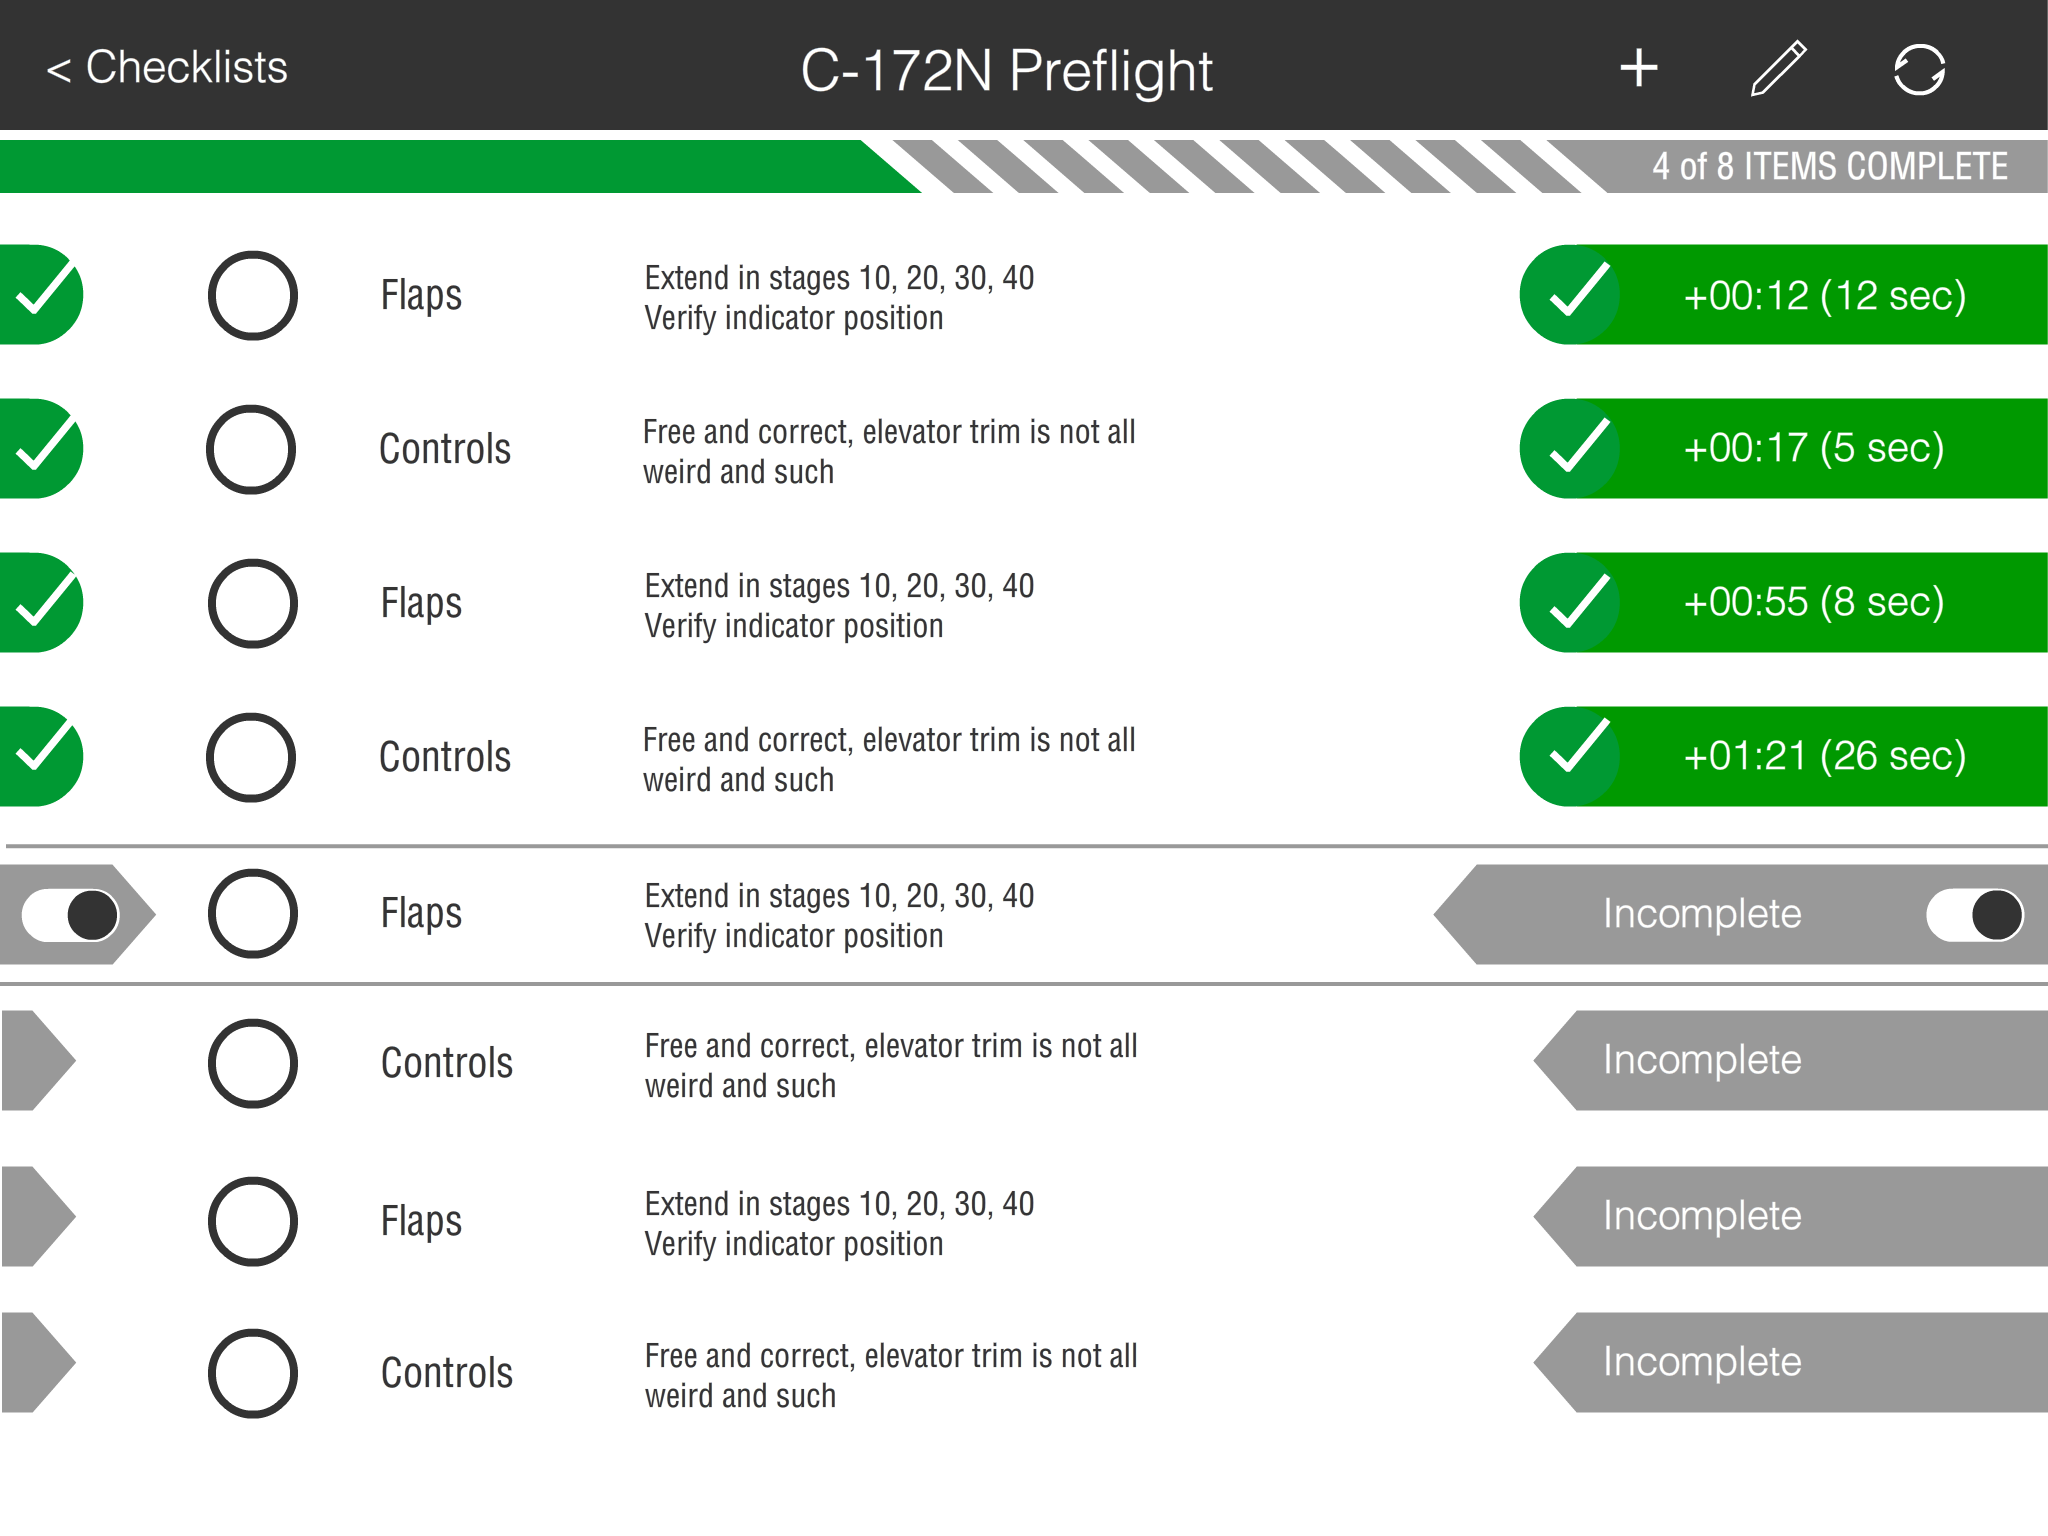 < Checklists
C-172N Preflight
+
4 of 8 ITEMS COMPLETE
Flaps
Extend in stages 10, 20, 30, 40
Verify indicator position
+00:12 (12 sec)
Controls
Free and correct, elevator trim is not all
weird and such
+00:17 (5 sec)
Flaps
Extend in stages 10, 20, 30, 40
Verify indicator position
+00:55 (8 sec)
Controls
Free and correct, elevator trim is not all
weird and such
+01:21 (26 sec)
Flaps
Extend in stages 10, 20, 30, 40
Verify indicator position
Incomplete
Controls
Free and correct, elevator trim is not all
weird and such
Incomplete
Flaps
Extend in stages 10, 20, 30, 40
Verify indicator position
Incomplete
Controls
Free and correct, elevator trim is not all
weird and such
Incomplete